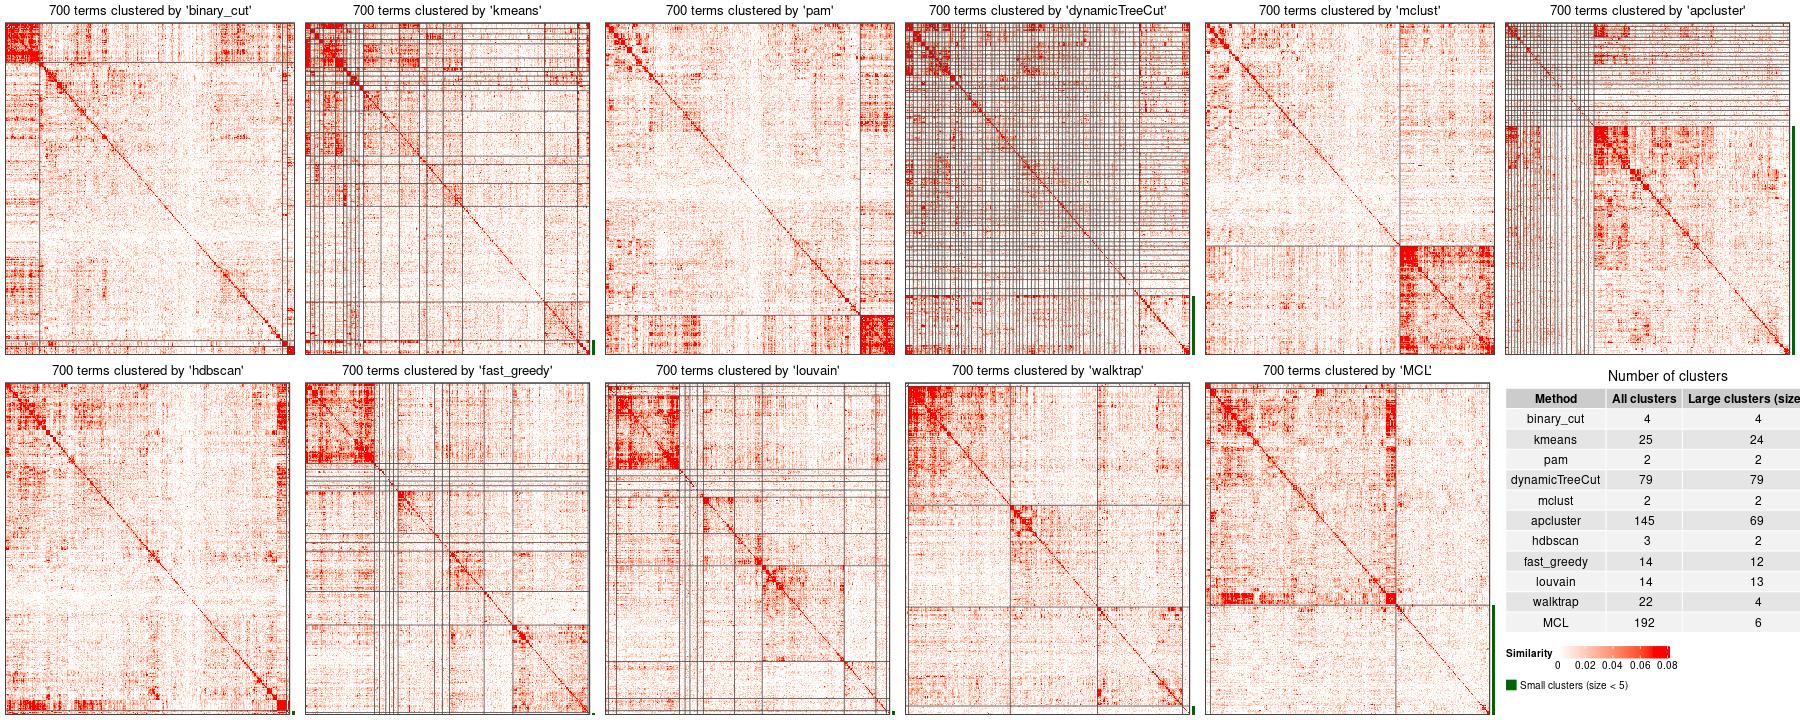 700 terms clustered by 'binary_cut'
700 terms clustered by 'kmeans'
700 terms clustered by 'pam'
700 terms clustered by 'dynamicTreeCut'
700 terms clustered by 'mclust'
700 terms clustered by 'apcluster'
700 terms clustered by 'hdbscan'
700 terms clustered by 'fast_greedy'
700 terms clustered by 'louvain'
700 terms clustered by 'walktrap'
700 terms clustered by 'MCL'
Number of clusters
Method All clusters Large clusters (size
binary_cut 4 4
kmeans 25 24
pam 2 2
dynamicTreeCut 79 79
mclust 2 2
apcluster 145 69
hdbscan 3 2
fast_greedy 14 12
louvain 14 13
walktrap 22 4
MCL 192 6
Similarity
0 0.02 0.04 0.06 0.08
Small clusters (size < 5)